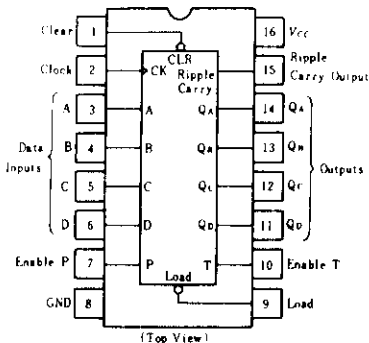 Clear 1 16 Vcc
CLR
Clock 2 CK Ripple Carry 15 Ripple Carry Output
A 3 A QA 14 QA
B 4 B QB 13 QB
Data Inputs
Outputs
C 5 C QC 12 QC
D 6 D QD 11 QD
Enable P 7 P T 10 Enable T
Load
GND 8 9 Load
(Top View)